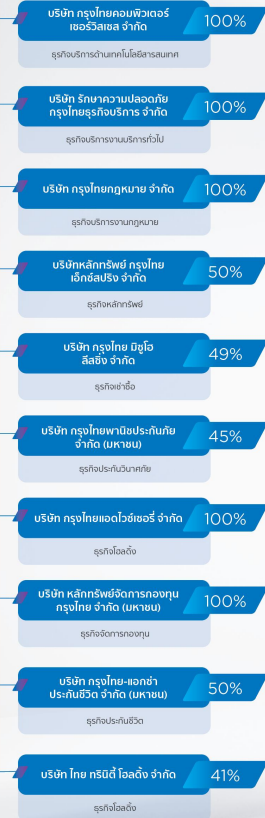 บริษัท กรุงไทยคอมพิวเตอร์
เซอร์วิสเซส จำกัด
100%
ธุรกิจบริการด้านเทคโนโลยีสารสนเทศ
บริษัท รักษาความปลอดภัย
กรุงไทยธุรกิจบริการ จำกัด
100%
ธุรกิจบริการงานบริการทั่วไป
บริษัท กรุงไทยกฎหมาย จำกัด
100%
ธุรกิจบริการงานกฎหมาย
บริษัทหลักทรัพย์ กรุงไทย
เอ็กซ์สปริง จำกัด
50%
ธุรกิจหลักทรัพย์
บริษัท กรุงไทย มิซูโฮ
ลีสซิ่ง จำกัด
49%
ธุรกิจเช่าซื้อ
บริษัท กรุงไทยพานิชประกันภัย
จำกัด (มหาชน)
45%
ธุรกิจประกันวินาศภัย
บริษัท กรุงไทยแอดไวซ์เซอรี่ จำกัด
100%
ธุรกิจโฮลดิ้ง
บริษัท หลักทรัพย์จัดการกองทุน
กรุงไทย จำกัด (มหาชน)
100%
ธุรกิจจัดการกองทุน
บริษัท กรุงไทย-แอกซ่า
ประกันชีวิต จำกัด (มหาชน)
50%
ธุรกิจประกันชีวิต
บริษัท ไทย ทรินิตี้ โฮลดิ้ง จำกัด
41%
ธุรกิจโฮลดิ้ง